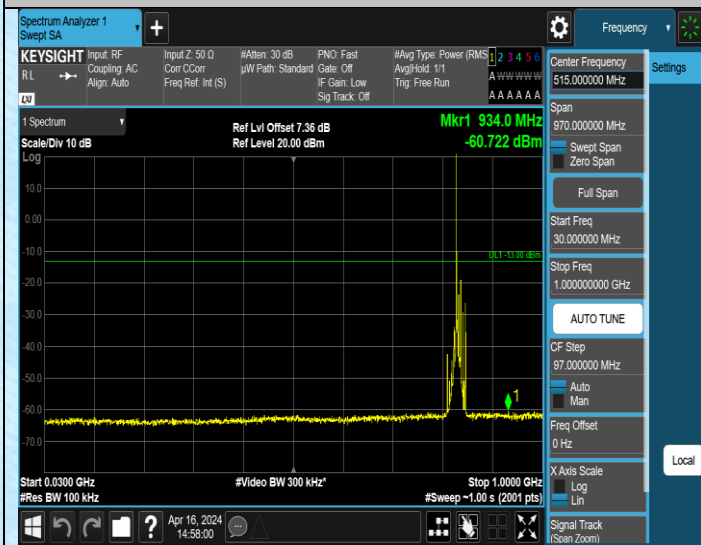 Spectrum Analyzer 1
Swept SA
+
Frequency
KEYSIGHT
RL
LXI
Input: RF
Coupling: AC
Align: Auto
Input Z: 50 Ω
Corr CCorr
Freq Ref: Int (S)
#Atten: 30 dB
µW Path: Standard
PNO: Fast
Gate: Off
IF Gain: Low
Sig Track: Off
#Avg Type: Power (RMS
Avg|Hold: 1/1
Trig: Free Run
1 2 3 4 5 6
A W W W W W
A A A A A A
1 Spectrum
Scale/Div 10 dB
Log
Ref Lvl Offset 7.36 dB
Ref Level 20.00 dBm
Mkr1 934.0 MHz
-60.722 dBm
10.0
0.00
-10.0
-20.0
-30.0
-40.0
-50.0
-60.0
-70.0
DL1 -13.00 dBm
1
Start 0.0300 GHz
#Res BW 100 kHz
#Video BW 300 kHz*
Stop 1.0000 GHz
#Sweep ~1.00 s (2001 pts)
Center Frequency
515.000000 MHz
Span
970.000000 MHz
Swept Span
Zero Span
Full Span
Start Freq
30.000000 MHz
Stop Freq
1.000000000 GHz
AUTO TUNE
CF Step
97.000000 MHz
Auto
Man
Freq Offset
0 Hz
X Axis Scale
Log
Lin
Signal Track
(Span Zoom)
Settings
Local
?
Apr 16, 2024
14:58:00